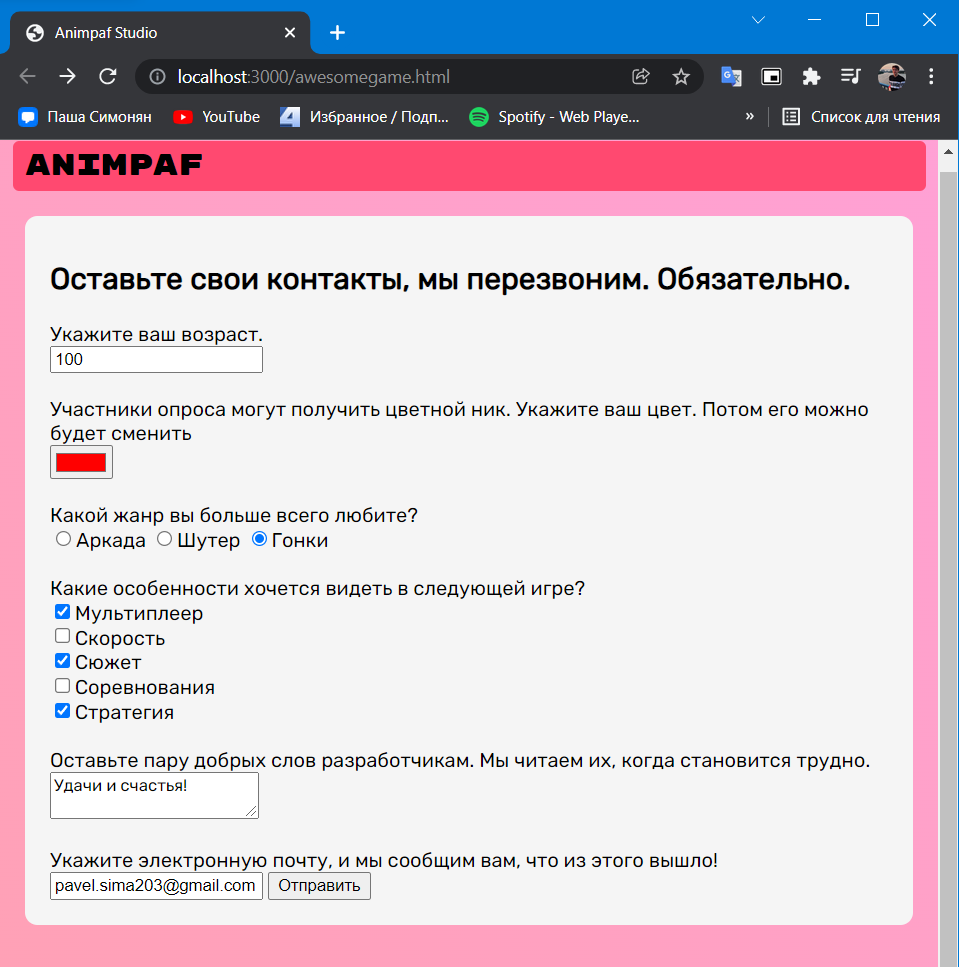 Animpaf Studio
localhost:3000/awesomegame.html
Паша Симонян YouTube Избранное / Подп... Spotify - Web Playe... » Список для чтения
ANIMPAF
Оставьте свои контакты, мы перезвоним. Обязательно.
Укажите ваш возраст.
100
Участники опроса могут получить цветной ник. Укажите ваш цвет. Потом его можно
будет сменить
Какой жанр вы больше всего любите?
Аркада Шутер Гонки
Какие особенности хочется видеть в следующей игре?
Мультиплеер
Скорость
Сюжет
Соревнования
Стратегия
Оставьте пару добрых слов разработчикам. Мы читаем их, когда становится трудно.
Удачи и счастья!
Укажите электронную почту, и мы сообщим вам, что из этого вышло!
pavel.sima203@gmail.com Отправить